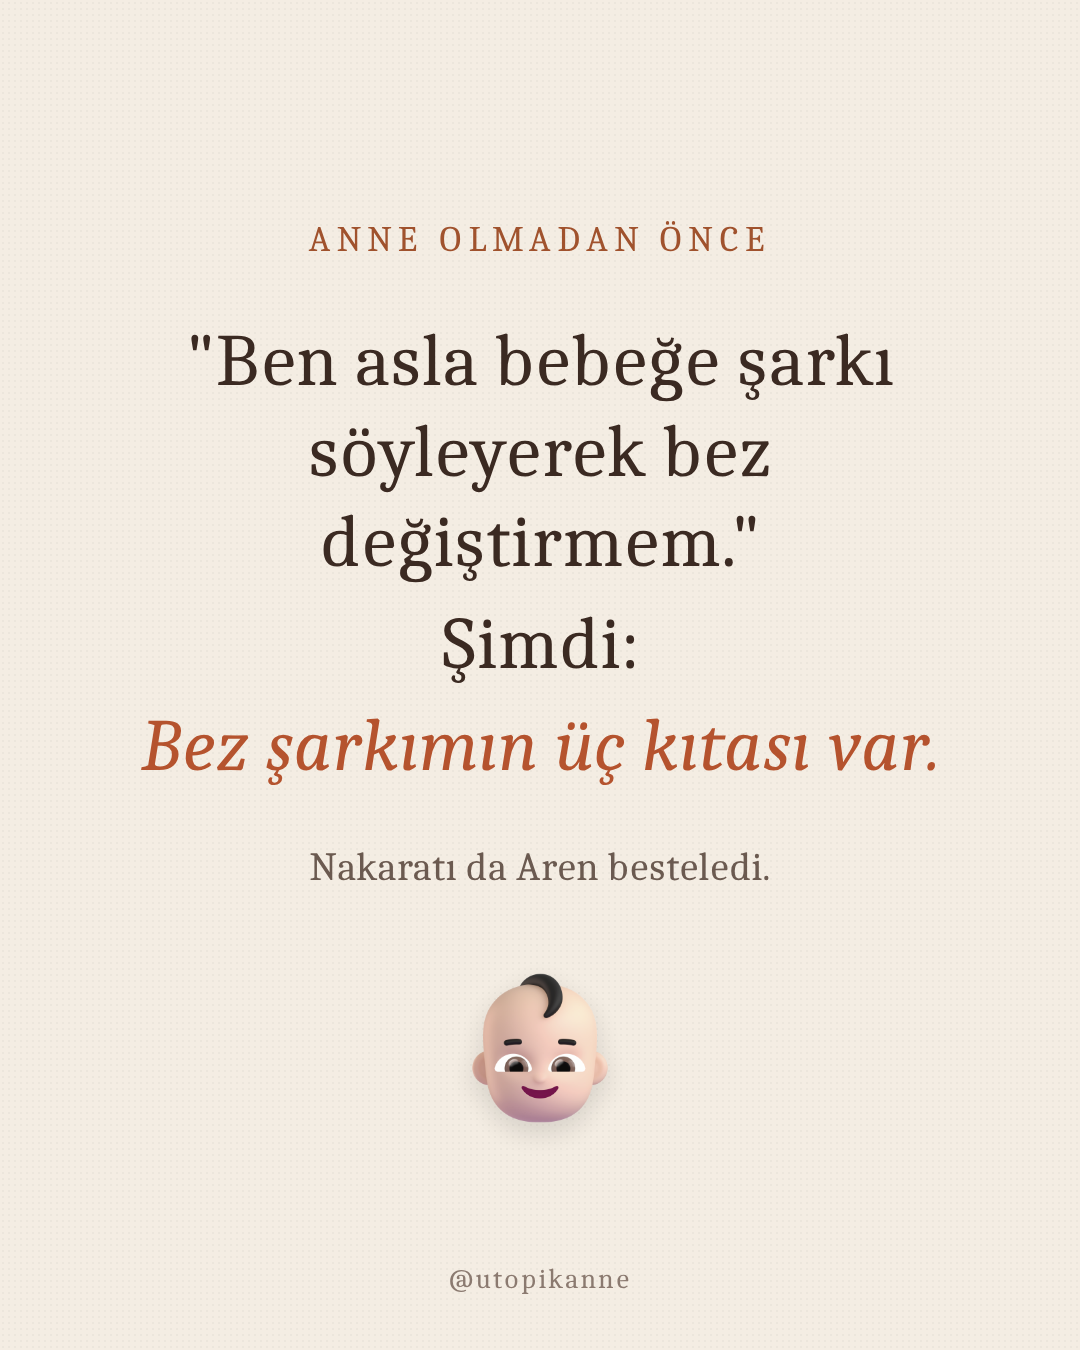 ANNE OLMADAN ÖNCE
"Ben asla bebeğe şarkı
söyleyerek bez
değiştirmem."
Şimdi:
Bez şarkımın üç kıtası var.
Nakaratı da Aren besteledi.
@utopikanne